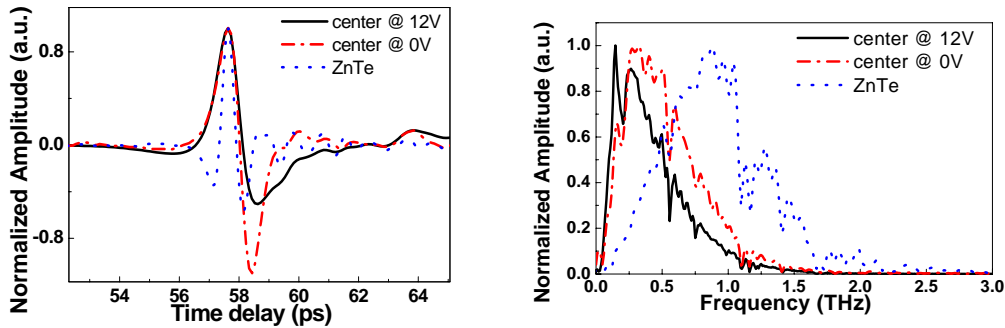 Normalized Amplitude (a.u.)
0.8
0.0
-0.8
center @ 12V
center @ 0V
ZnTe
54
56
58
60
62
64
Time delay (ps)
Normalized Amplitude (a.u.)
1.0
0.8
0.6
0.4
0.2
0.0
center @ 12V
center @ 0V
ZnTe
0.0
0.5
1.0
1.5
2.0
2.5
3.0
Frequency (THz)